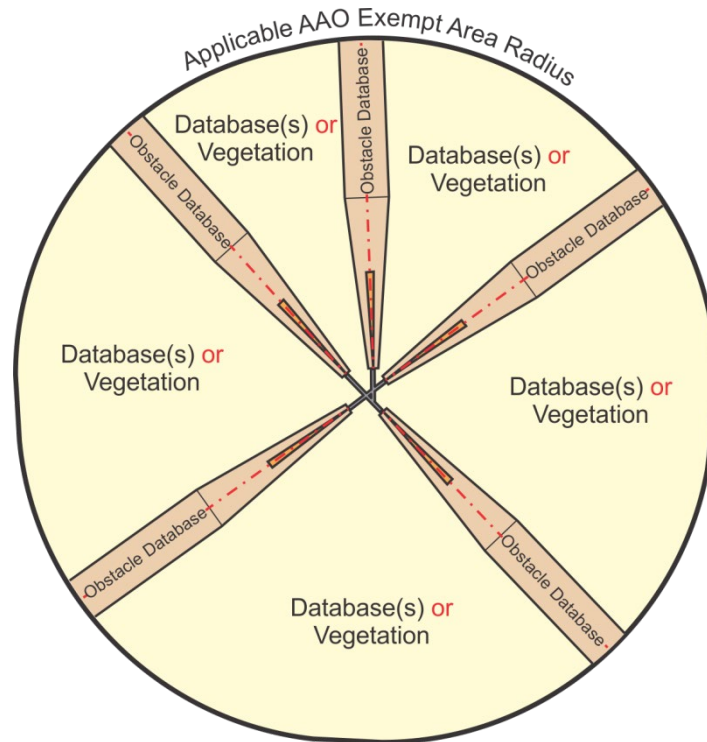 Applicable AAO Exempt Area Radius
Database(s) or
Vegetation
Obstacle Database
Database(s) or
Vegetation
Obstacle Database
Obstacle Database
Database(s) or
Vegetation
Database(s) or
Vegetation
Obstacle Database
Obstacle Database
Database(s) or
Vegetation